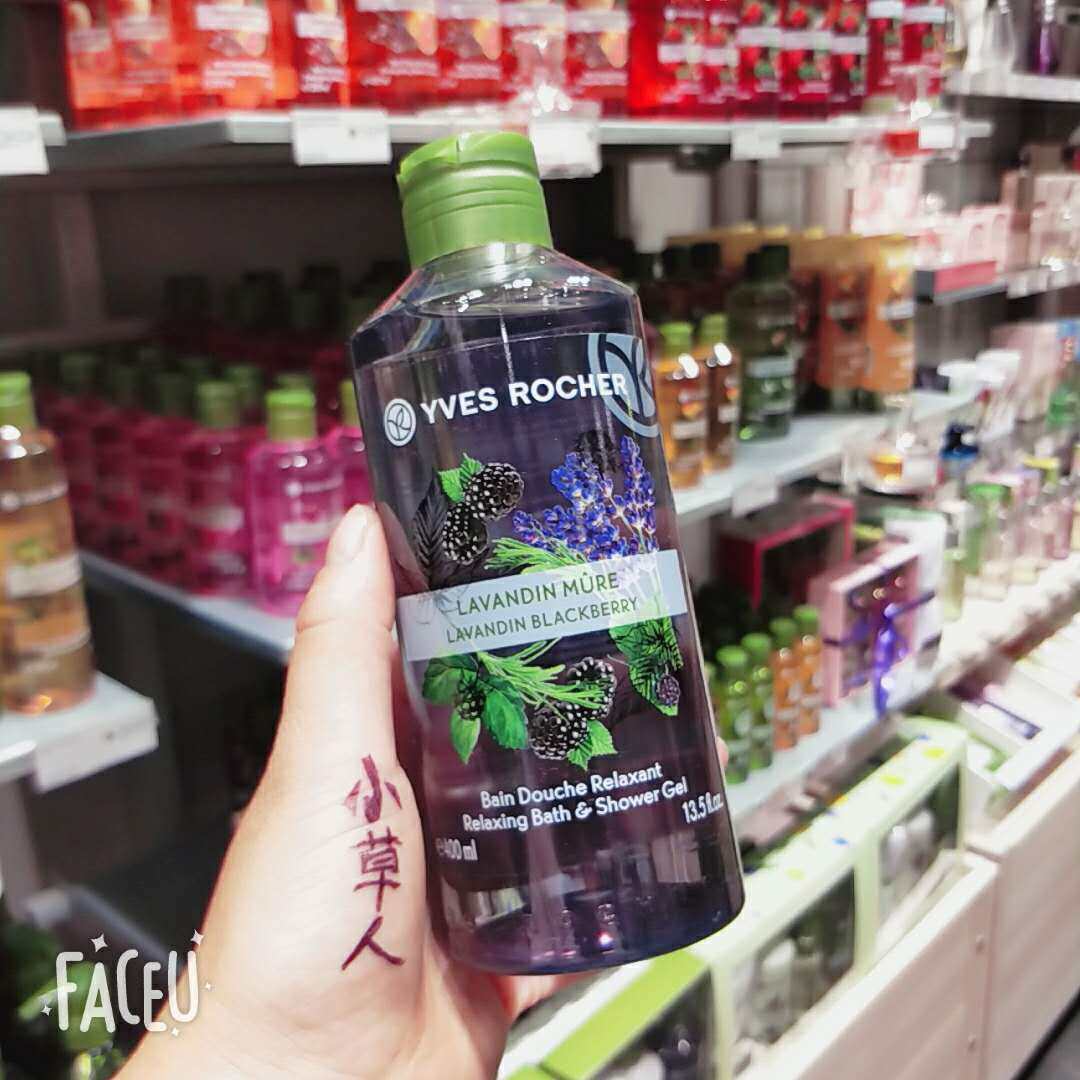 YVES ROCHER
LAVANDIN MÛRE
LAVANDIN BLACKBERRY
Bain Douche Relaxant
Relaxing Bath & Shower Gel
℮400 ml
13.5 fl.oz.
小草人
FACEU